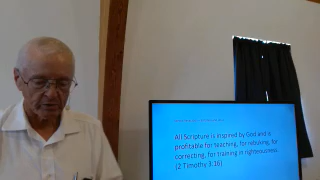 All Scripture is inspired by God and is
profitable for teaching, for rebuking, for
correcting, for training in righteousness.
(2 Timothy 3:16)